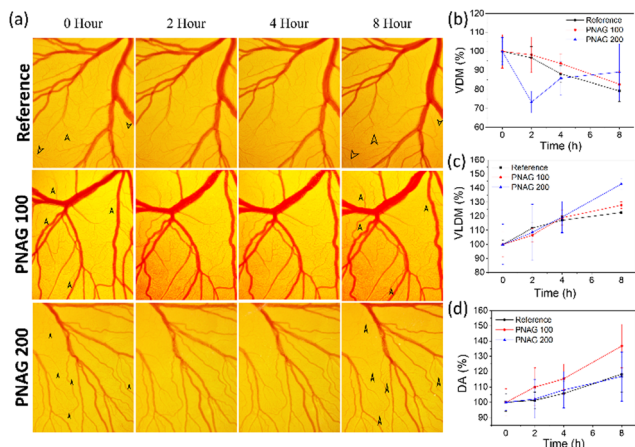 (a)
0 Hour 2 Hour 4 Hour 8 Hour
Reference
PNAG 100
PNAG 200
(b)
Reference
PNAG 100
PNAG 200
VDM (%)
120
110
100
90
80
70
60
0 2 4 6 8
Time (h)
(c)
Reference
PNAG 100
PNAG 200
VLDM (%)
160
150
140
130
120
110
100
90
80
0 2 4 6 8
Time (h)
(d)
Reference
PNAG 100
PNAG 200
DA (%)
160
150
140
130
120
110
100
90
0 2 4 6 8
Time (h)